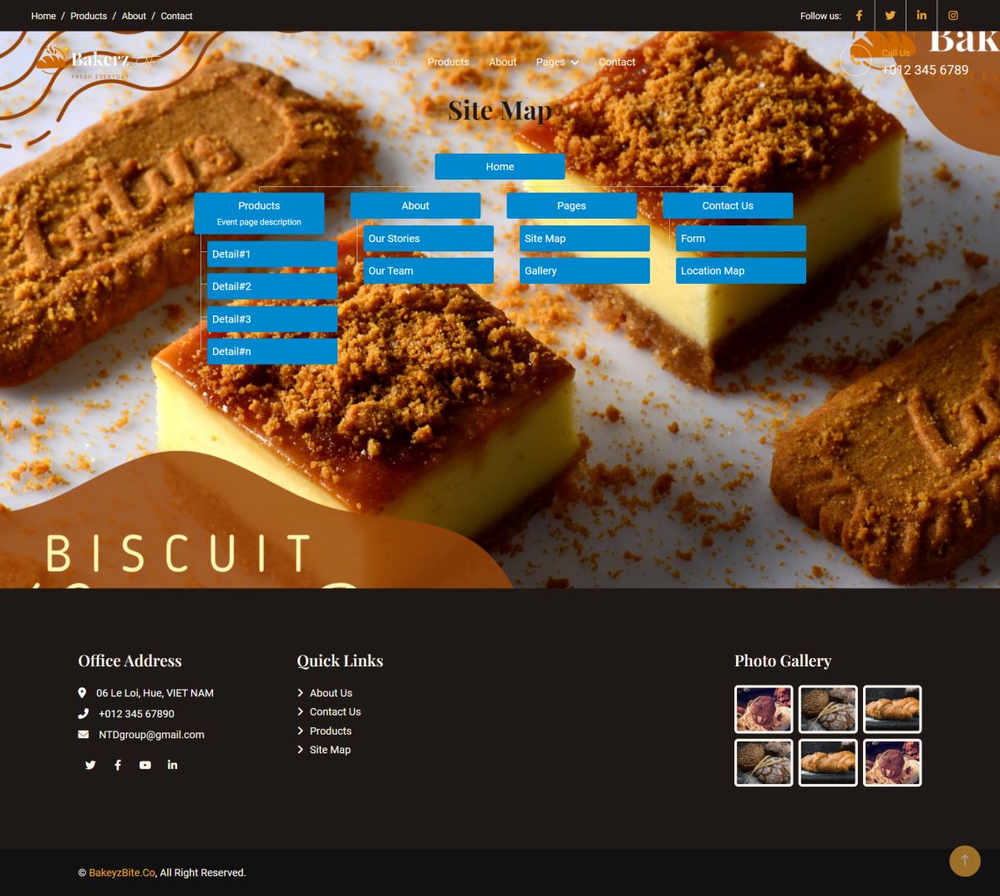 Home / Products / About / Contact
Follow us:
Bakerz
FRESH EVERYDAY
Home Products About Pages Contact
Call Us
+012 345 6789
Bak
Site Map
Home
Products
Event page description
Detail#1
Detail#2
Detail#3
Detail#n
About
Our Stories
Our Team
Pages
Site Map
Gallery
Contact Us
Form
Location Map
BISCUIT
Office Address
06 Le Loi, Hue, VIET NAM
+012 345 67890
NTDgroup@gmail.com
Quick Links
About Us
Contact Us
Products
Site Map
Photo Gallery
© BakeyzBite.Co, All Right Reserved.